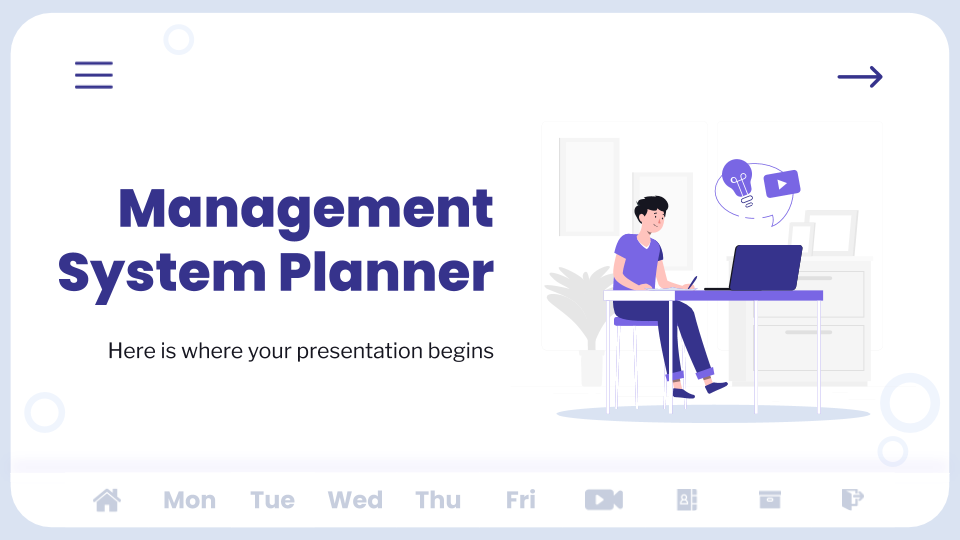 Management
System Planner
Here is where your presentation begins
Mon Tue Wed Thu Fri